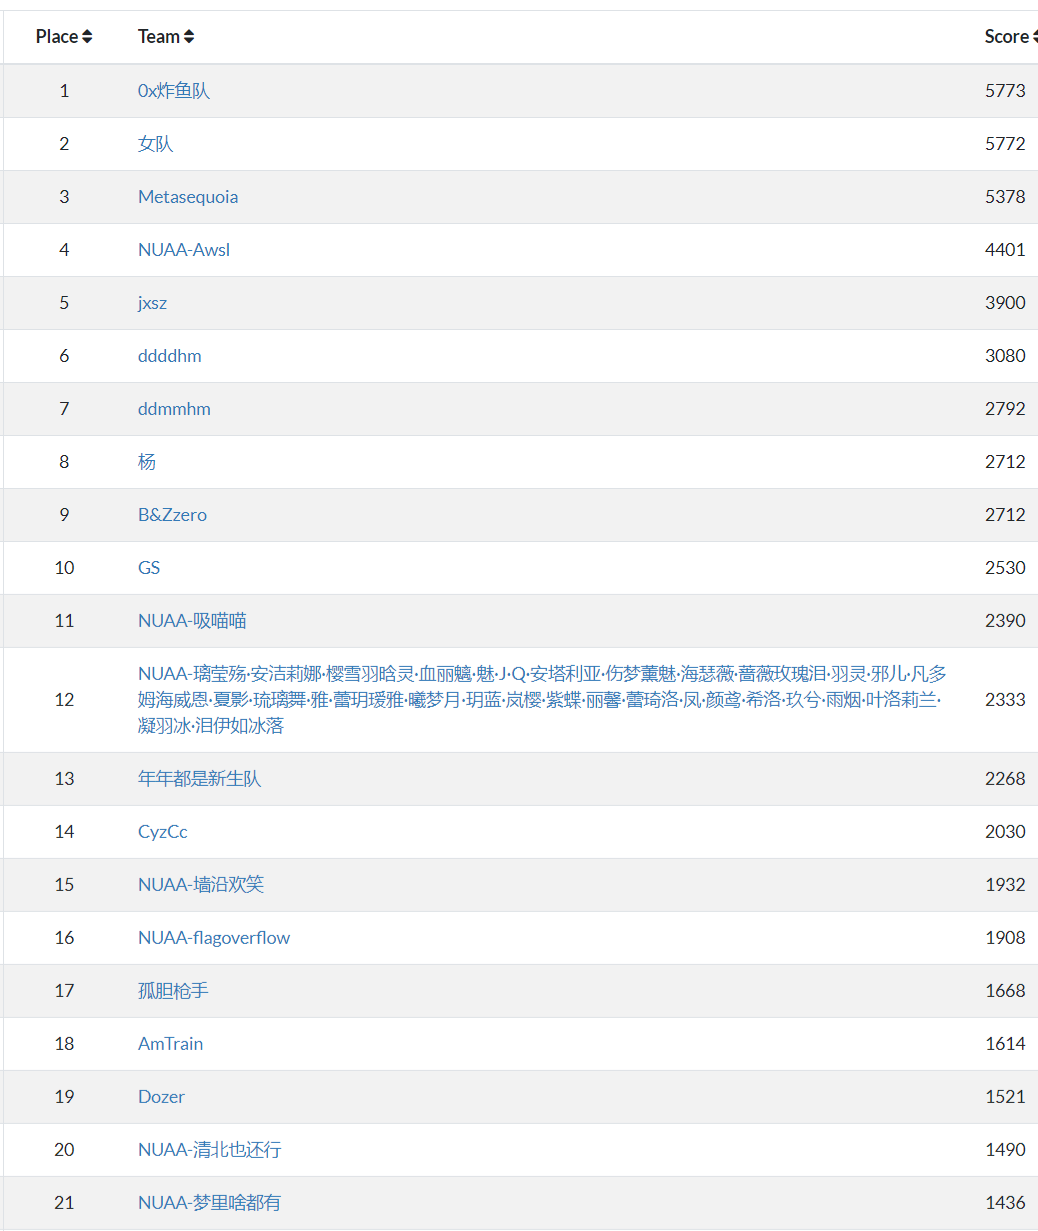 Place Team Score
1 0x炸鱼队 5773
2 女队 5772
3 Metasequoia 5378
4 NUAA-Awsl 4401
5 jxsz 3900
6 ddddhm 3080
7 ddmmhm 2792
8 杨 2712
9 B&Zzero 2712
10 GS 2530
11 NUAA-吸喵喵 2390
NUAA-璃莹殇·安洁莉娜·樱雪羽晗灵·血丽魑·魅·J·Q·安塔利亚·伤梦薰魅·海瑟薇·蔷薇玫瑰泪·羽灵·邪儿·凡多
12 姆海威恩·夏影·琉璃舞·雅·蕾玥瑷雅·曦梦月·玥蓝·岚樱·紫蝶·丽馨·蕾琦洛·凤·颜鸢·希洛·玖兮·雨烟·叶洛莉兰· 2333
凝羽冰·泪伊如冰落
13 年年都是新生队 2268
14 CyzCc 2030
15 NUAA-墙沿欢笑 1932
16 NUAA-flagoverflow 1908
17 孤胆枪手 1668
18 AmTrain 1614
19 Dozer 1521
20 NUAA-清北也还行 1490
21 NUAA-梦里啥都有 1436